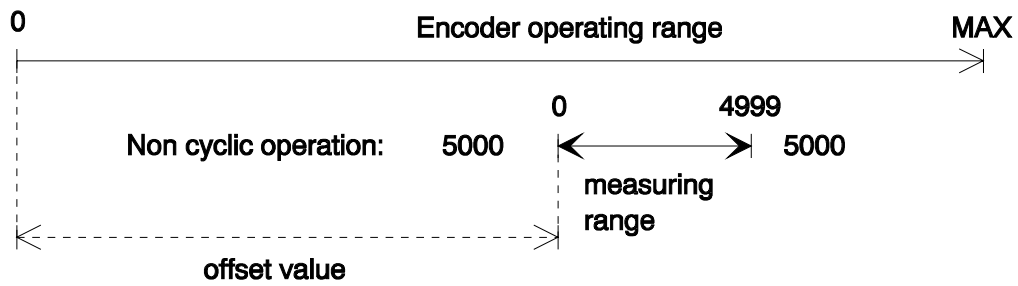 0 Encoder operating range MAX
0 4999
Non cyclic operation: 5000 5000
measuring
range
offset value